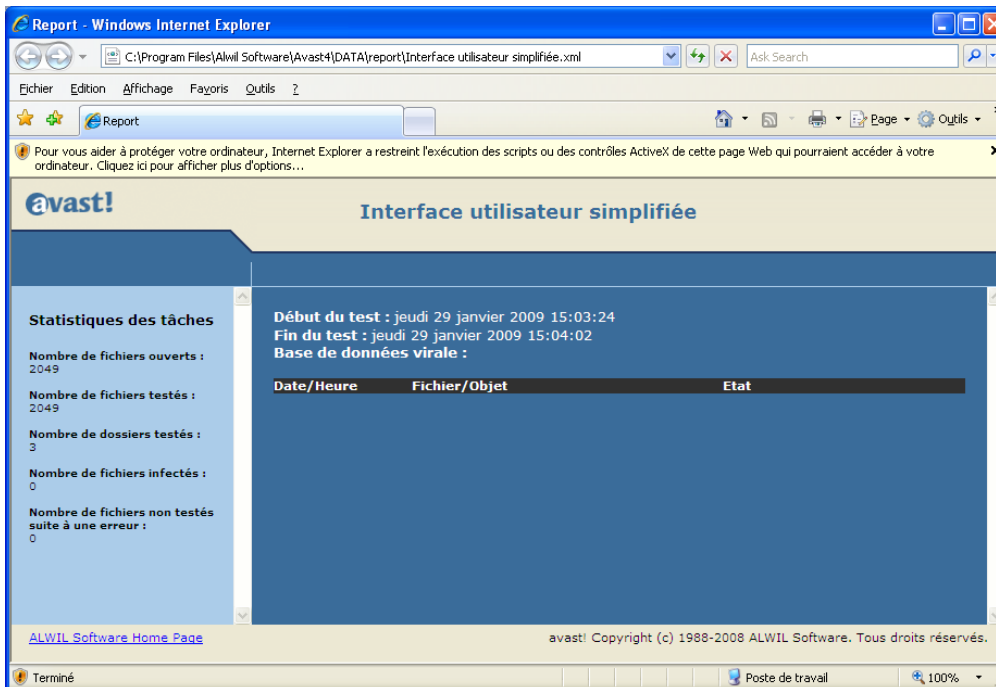 Report - Windows Internet Explorer
C:\Program Files\Alwil Software\Avast4\DATA\report\Interface utilisateur simplifiée.xml
Ask Search
Fichier Edition Affichage Favoris Outils ?
Report
Page Outils
Pour vous aider à protéger votre ordinateur, Internet Explorer a restreint l'exécution des scripts ou des contrôles ActiveX de cette page Web qui pourraient accéder à votre
ordinateur. Cliquez ici pour afficher plus d'options...
avast!
Interface utilisateur simplifiée
Statistiques des tâches
Nombre de fichiers ouverts :
2049
Nombre de fichiers testés :
2049
Nombre de dossiers testés :
3
Nombre de fichiers infectés :
0
Nombre de fichiers non testés
suite à une erreur :
0
Début du test : jeudi 29 janvier 2009 15:03:24
Fin du test : jeudi 29 janvier 2009 15:04:02
Base de données virale :
Date/Heure Fichier/Objet Etat
ALWIL Software Home Page
avast! Copyright (c) 1988-2008 ALWIL Software. Tous droits réservés.
Terminé
Poste de travail
100%